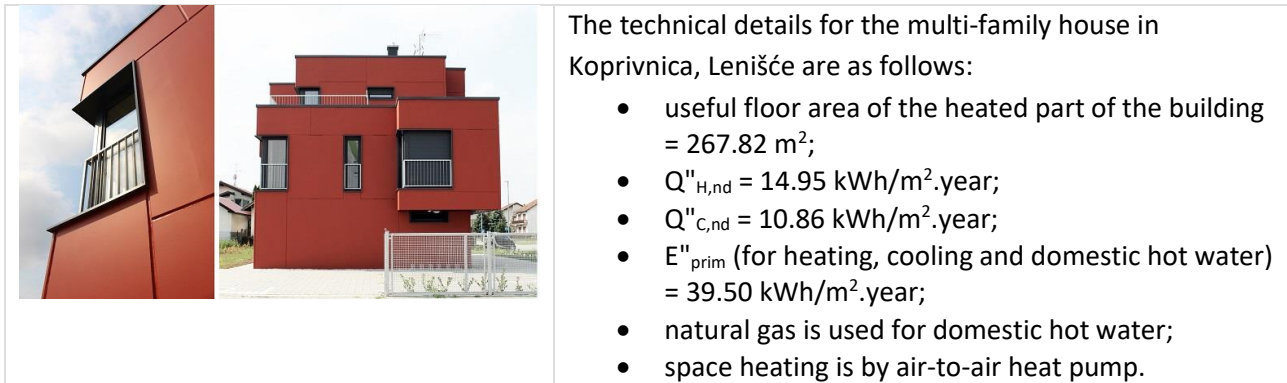 The technical details for the multi-family house in
Koprivnica, Lenišće are as follows:
• useful floor area of the heated part of the building
= 267.82 m²;
• Q"H,nd = 14.95 kWh/m².year;
• Q"C,nd = 10.86 kWh/m².year;
• E"prim (for heating, cooling and domestic hot water)
= 39.50 kWh/m².year;
• natural gas is used for domestic hot water;
• space heating is by air-to-air heat pump.